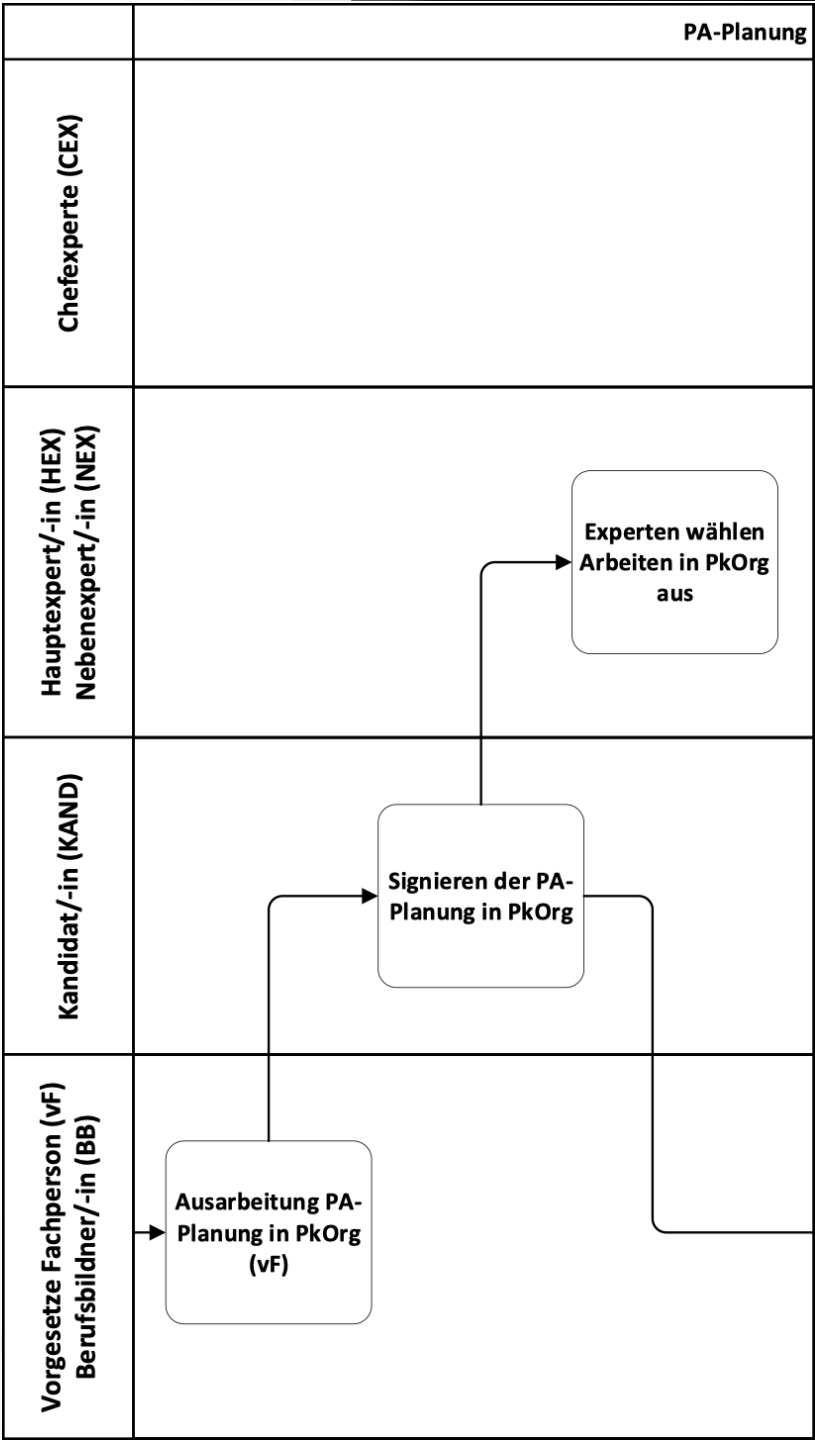 PA-Planung
Chefexperte (CEX)
Hauptexpert/-in (HEX)
Nebenexpert/-in (NEX)
Experten wählen
Arbeiten in PkOrg
aus
Kandidat/-in (KAND)
Signieren der PA-
Planung in PkOrg
Vorgesetze Fachperson (vF)
Berufsbildner/-in (BB)
Ausarbeitung PA-
Planung in PkOrg
(vF)